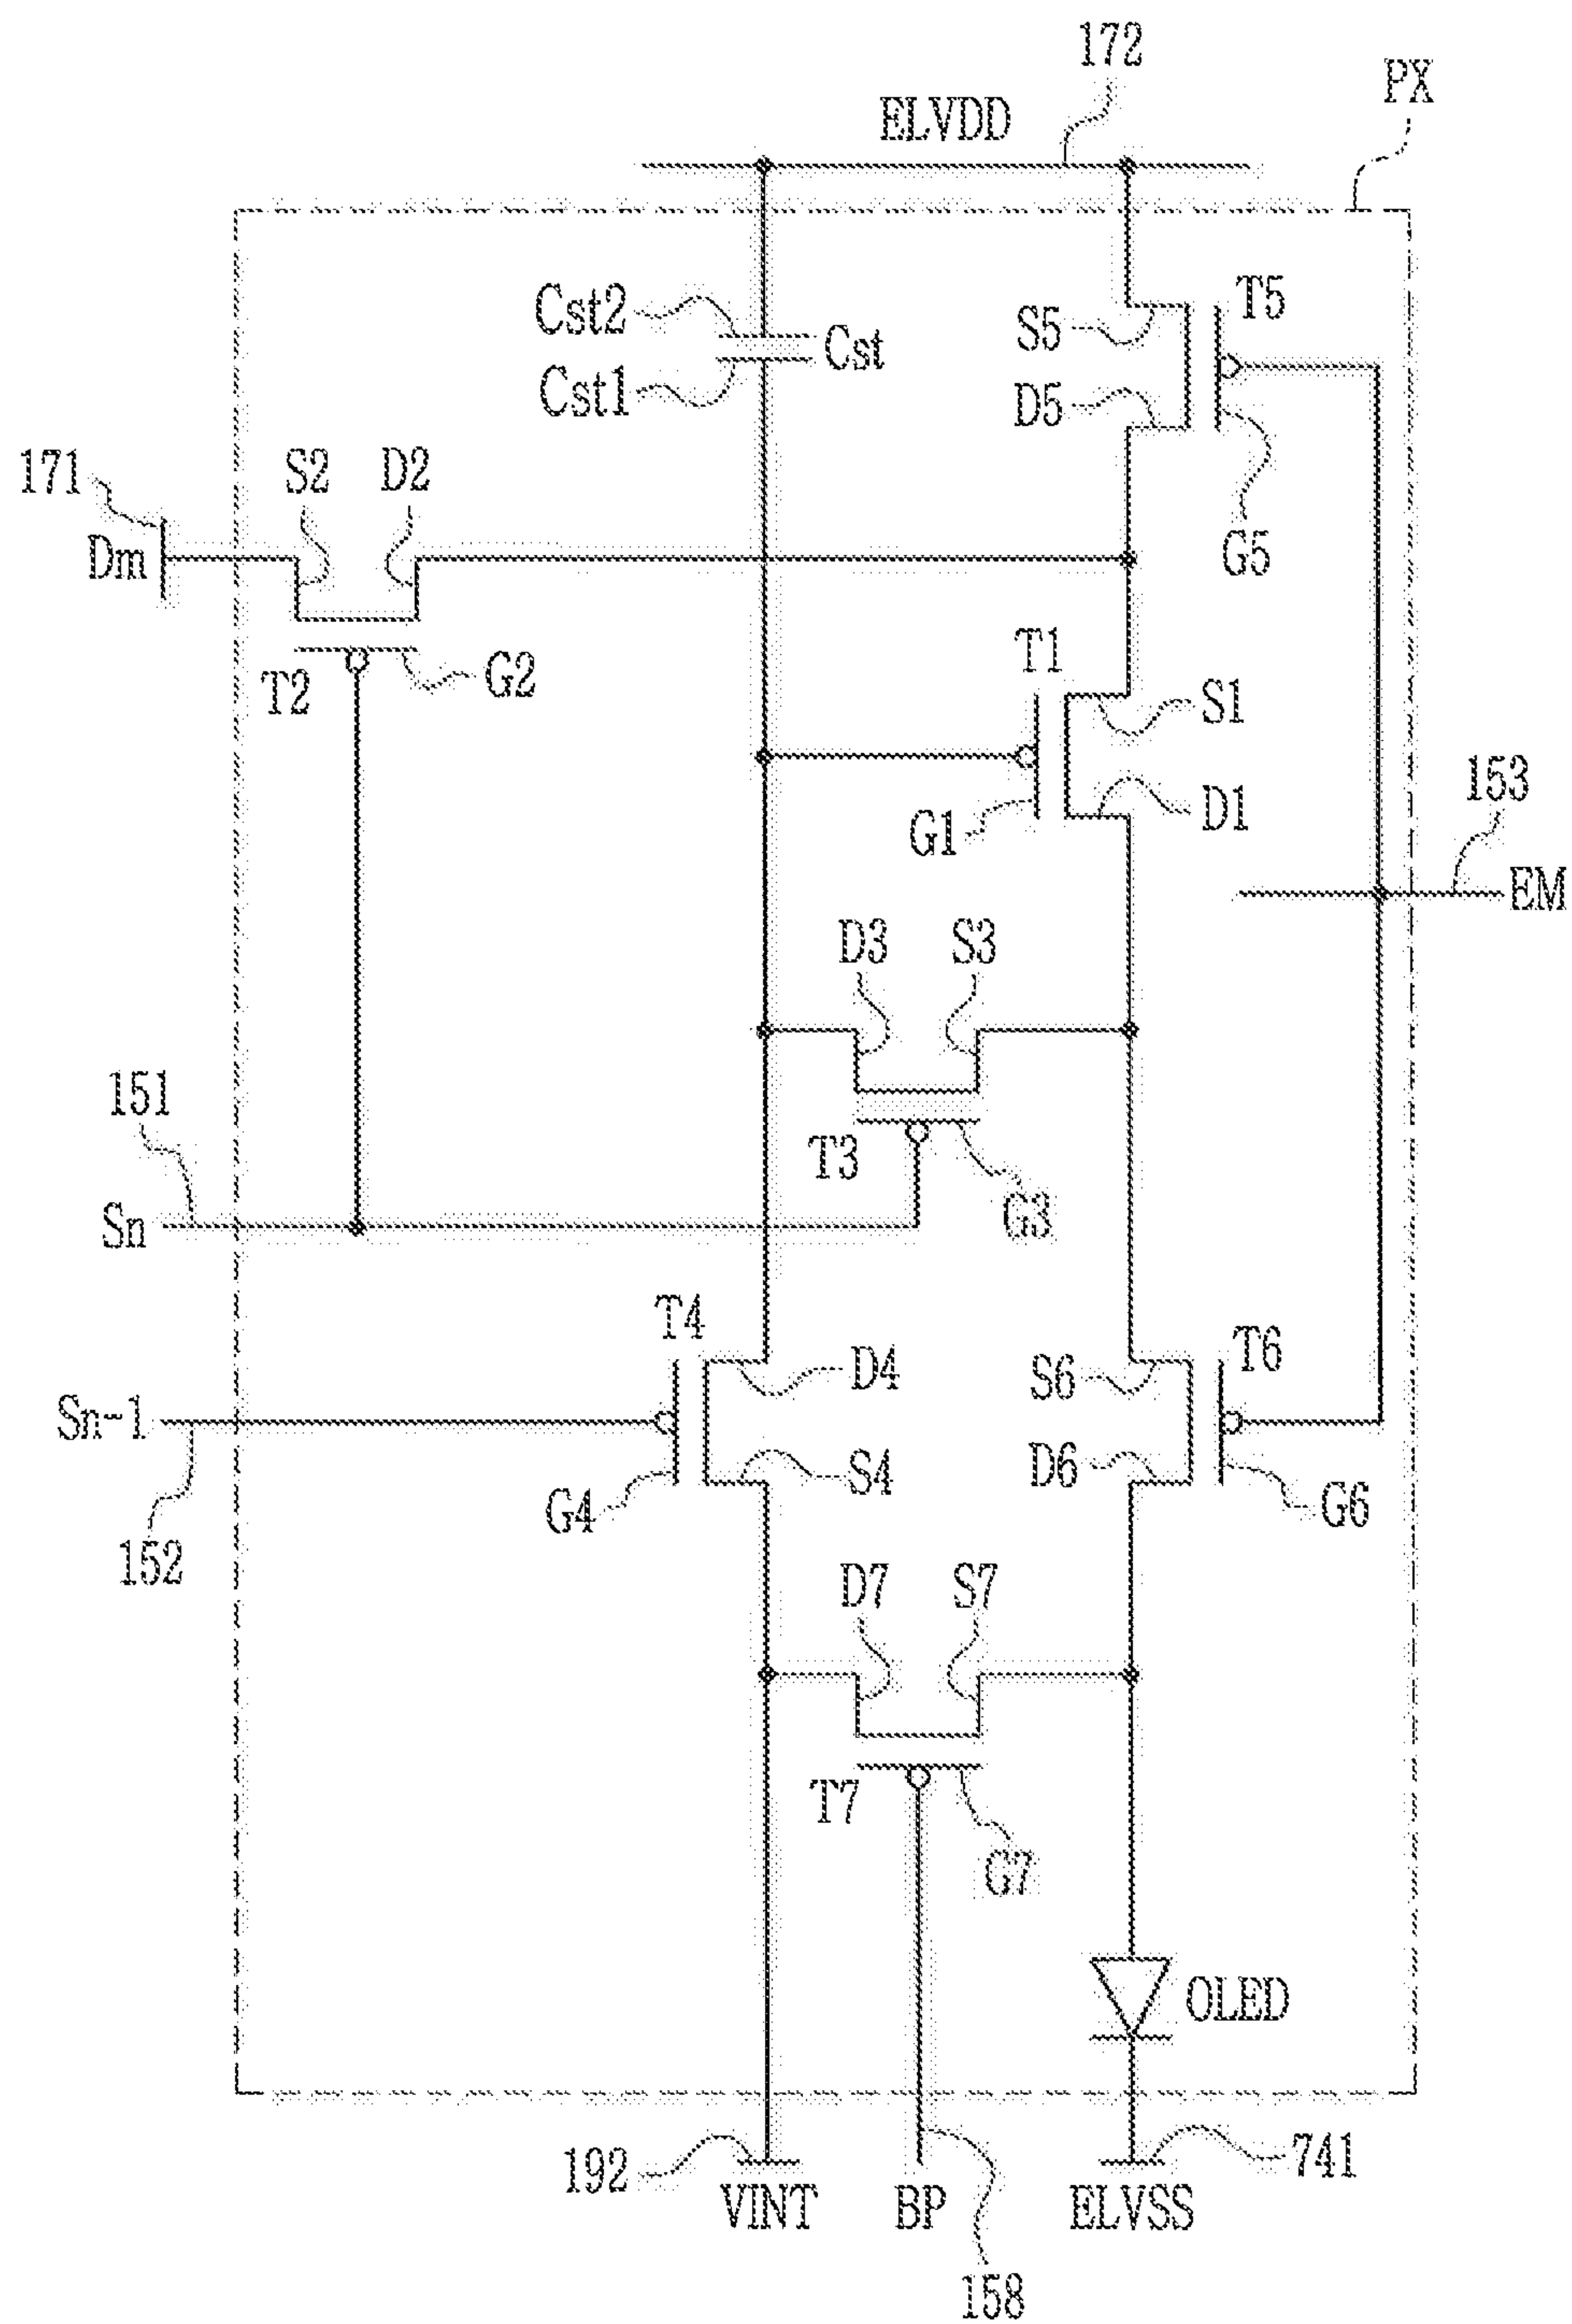 172
PX
ELVDD
Cst2
Cst
Cst1
S5
T5
D5
G5
171
S2
D2
Dm
T2
G2
T1
S1
G1
D1
153
EM
D3
S3
151
T3
G3
Sn
T4
D4
S6
T6
Sn-1
G4
S4
D6
G6
152
D7
S7
T7
G7
OLED
192
741
VINT
BP
ELVSS
158